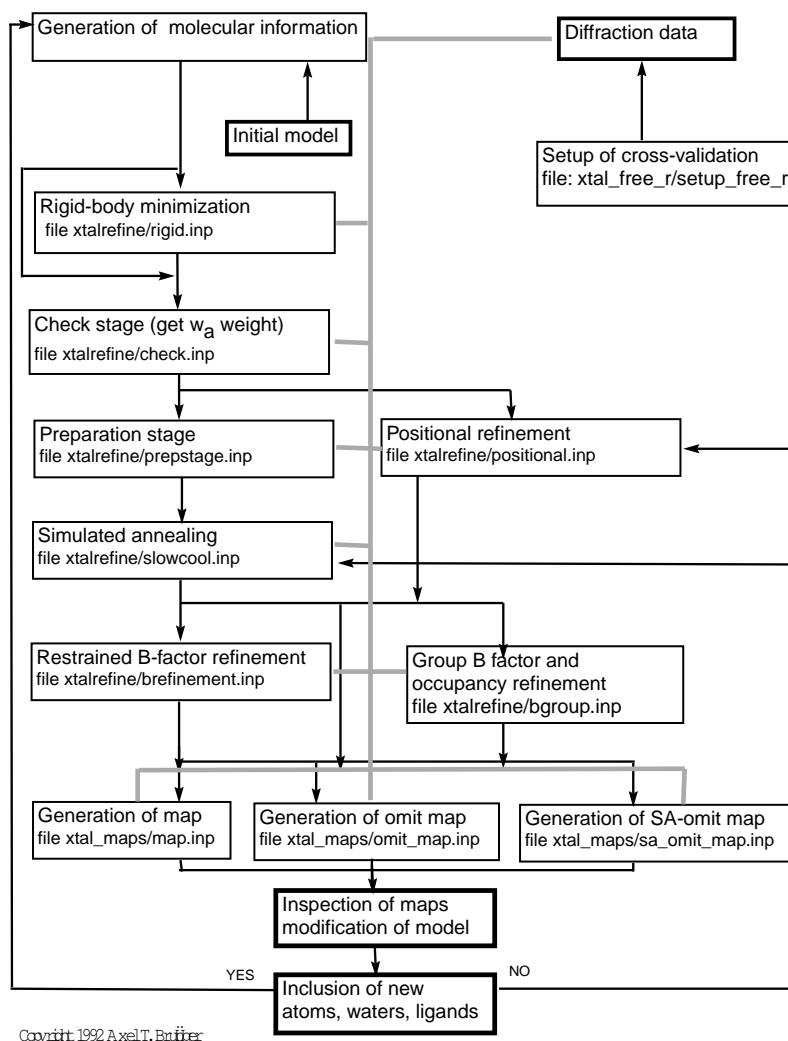 Generation of molecular information
Diffraction data
Initial model
Setup of cross-validation
file: xtal_free_r/setup_free_r
Rigid-body minimization
file xtalrefine/rigid.inp
Check stage (get wa weight)
file xtalrefine/check.inp
Preparation stage
file xtalrefine/prepstage.inp
Positional refinement
file xtalrefine/positional.inp
Simulated annealing
file xtalrefine/slowcool.inp
Restrained B-factor refinement
file xtalrefine/brefinement.inp
Group B factor and
occupancy refinement
file xtalrefine/bgroup.inp
Generation of map
file xtal_maps/map.inp
Generation of omit map
file xtal_maps/omit_map.inp
Generation of SA-omit map
file xtal_maps/sa_omit_map.inp
Inspection of maps
modification of model
YES
NO
Inclusion of new
atoms, waters, ligands
Copyright 1992 Axel T.